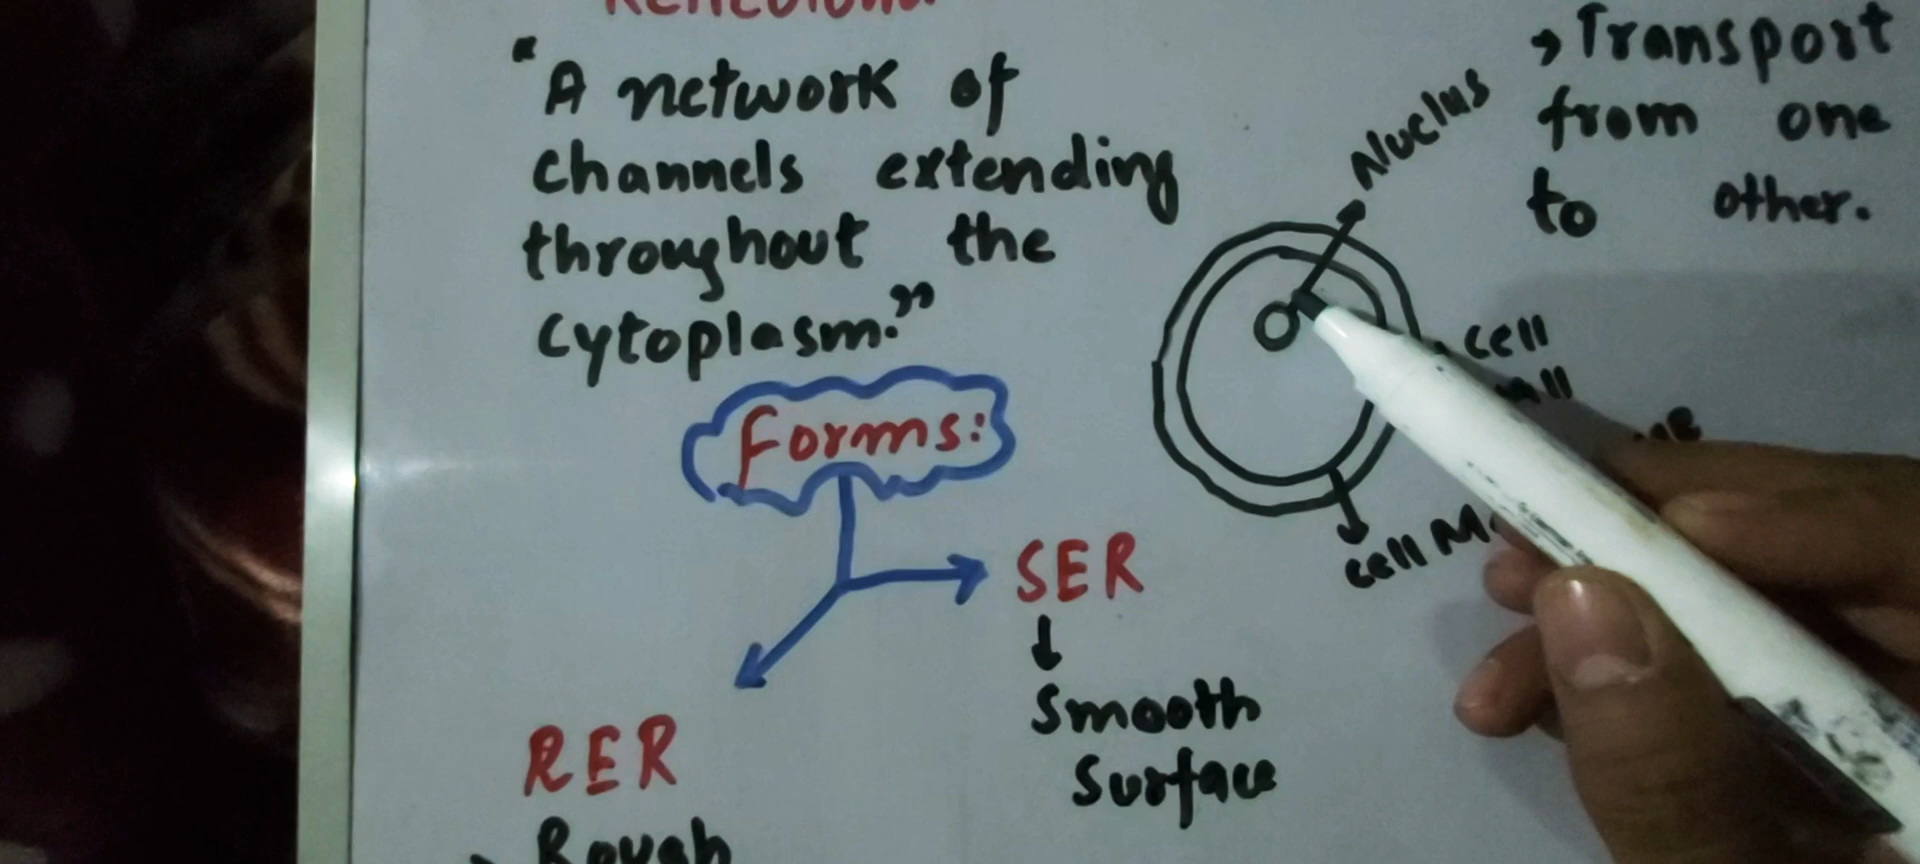 "A network of
channels extending
throughout the
cytoplasm."
Forms:
SER
Smooth
Surface
RER
Rough
Nuclus
cell
cell
→Transport
from one
to other.